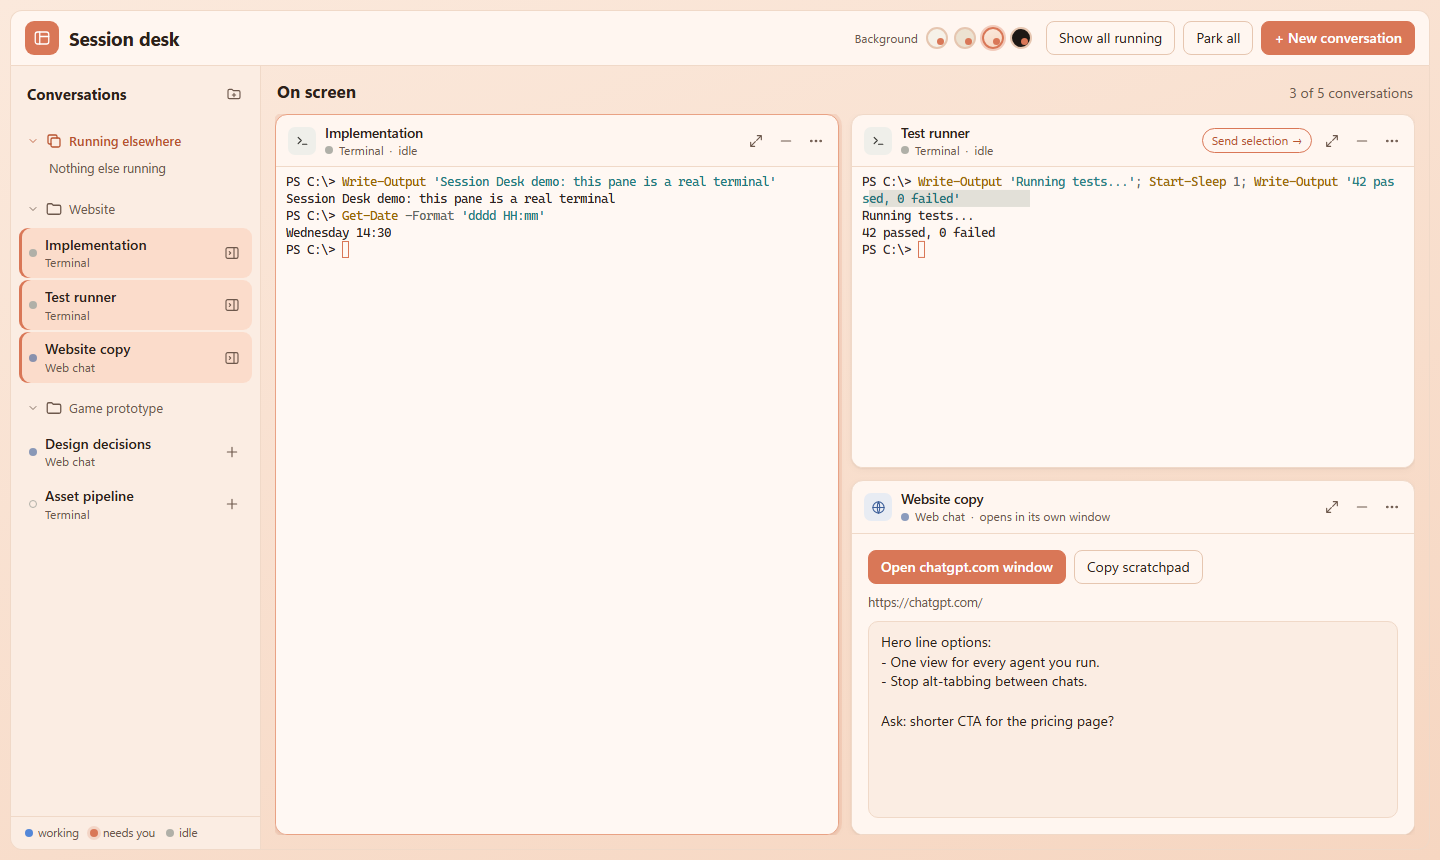 Session desk
Background
Show all running
Park all
+ New conversation
Conversations
Running elsewhere
Nothing else running
Website
Implementation
Terminal
Test runner
Terminal
Website copy
Web chat
Game prototype
Design decisions
Web chat
Asset pipeline
Terminal
working
needs you
idle
On screen
3 of 5 conversations
Implementation
Terminal · idle
PS C:\> Write-Output 'Session Desk demo: this pane is a real terminal'
Session Desk demo: this pane is a real terminal
PS C:\> Get-Date -Format 'dddd HH:mm'
Wednesday 14:30
PS C:\>
Test runner
Terminal · idle
Send selection →
PS C:\> Write-Output 'Running tests...'; Start-Sleep 1; Write-Output '42 pas
sed, 0 failed'
Running tests...
42 passed, 0 failed
PS C:\>
Website copy
Web chat · opens in its own window
Open chatgpt.com window
Copy scratchpad
https://chatgpt.com/
Hero line options:
- One view for every agent you run.
- Stop alt-tabbing between chats.
Ask: shorter CTA for the pricing page?